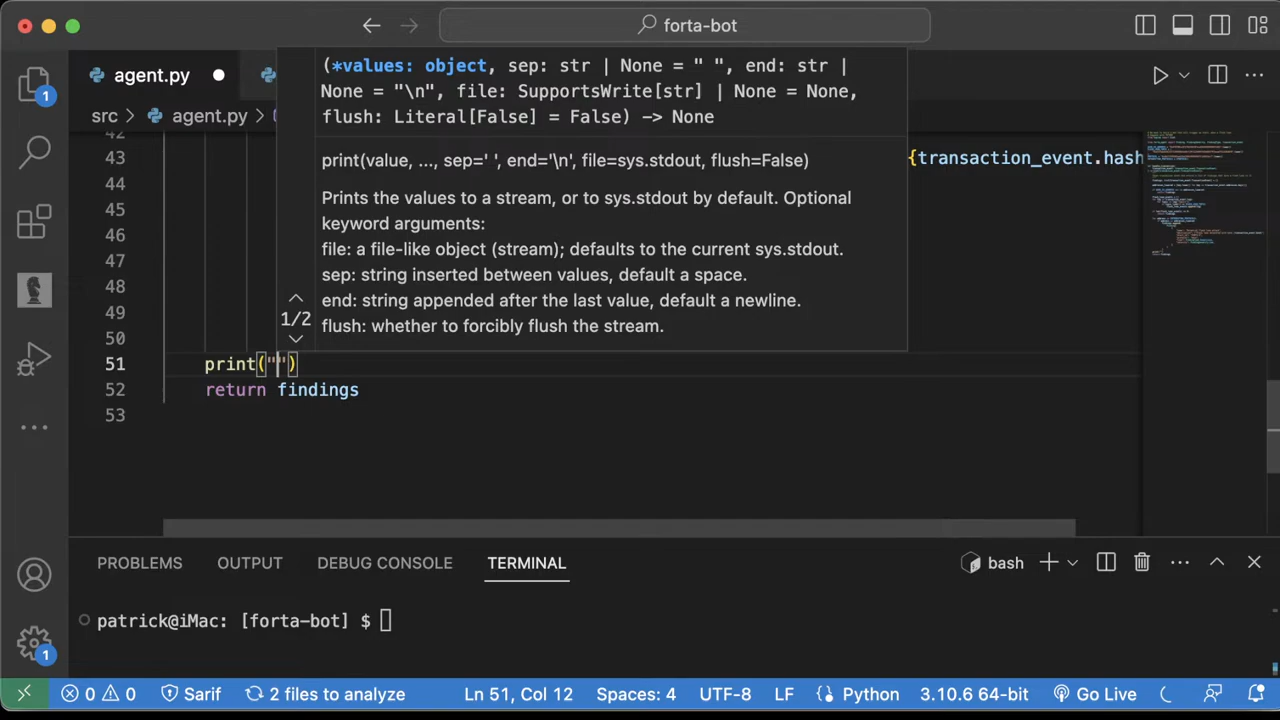 forta-bot
agent.py
(*values: object, sep: str | None = " ", end: str |
None = "\n", file: SupportsWrite[str] | None = None,
flush: Literal[False] = False) -> None
src > agent.py >
42
43 {transaction_event.hash
print(value, ..., sep=' ', end='\n', file=sys.stdout, flush=False)
44
Prints the values to a stream, or to sys.stdout by default. Optional
45
keyword arguments:
46
file: a file-like object (stream); defaults to the current sys.stdout.
47
sep: string inserted between values, default a space.
48
end: string appended after the last value, default a newline.
49
1/2
flush: whether to forcibly flush the stream.
50
51 print("")
52 return findings
53
1
PROBLEMS OUTPUT DEBUG CONSOLE TERMINAL
bash
patrick@iMac: [forta-bot] $
1
0 0 Sarif 2 files to analyze Ln 51, Col 12 Spaces: 4 UTF-8 LF Python 3.10.6 64-bit Go Live